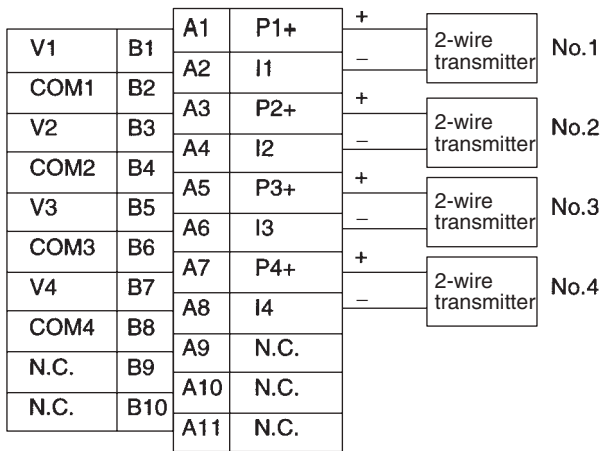 A1 P1+ + 2-wire transmitter No.1
V1 B1
A2 I1 −
COM1 B2
A3 P2+ + 2-wire transmitter No.2
V2 B3
A4 I2 −
COM2 B4
A5 P3+ + 2-wire transmitter No.3
V3 B5
A6 I3 −
COM3 B6
A7 P4+ + 2-wire transmitter No.4
V4 B7
A8 I4 −
COM4 B8
A9 N.C.
N.C. B9
A10 N.C.
N.C. B10
A11 N.C.